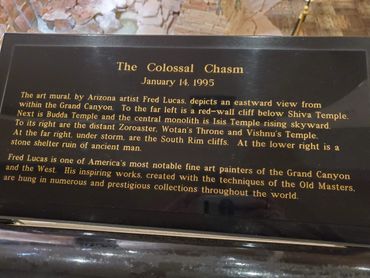 The Colossal Chasm
January 14, 1995
The art mural, by Arizona artist Fred Lucas, depicts an eastward view from
within the Grand Canyon. To the far left is a red-wall cliff below Shiva Temple.
Next is Budda Temple and the central monolith is Isis Temple rising skyward.
To its right are the distant Zoroaster, Wotan's Throne and Vishnu's Temple.
At the far right, under storm, are the South Rim cliffs. At the lower right is a
stone shelter ruin of ancient man.
Fred Lucas is one of America's most notable fine art painters of the Grand Canyon
and the West. His inspiring works, created with the techniques of the Old Masters,
are hung in numerous and prestigious collections throughout the world.